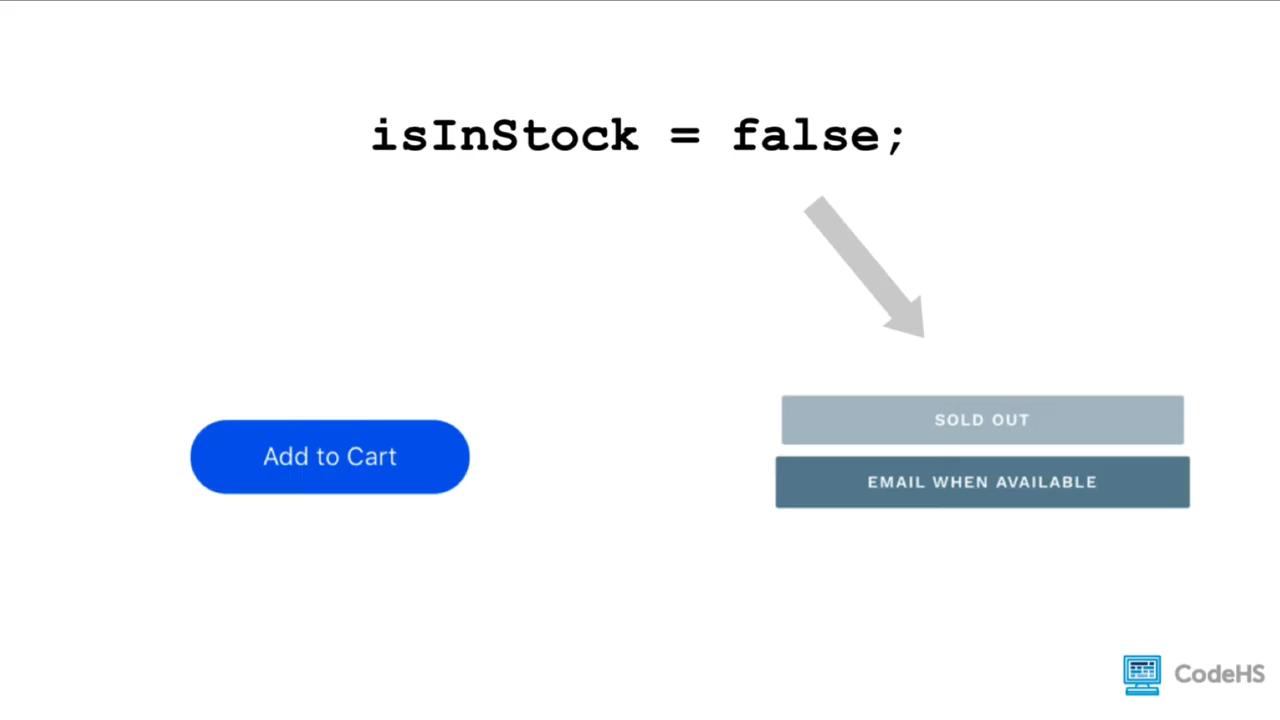 isInStock = false;
Add to Cart
SOLD OUT
EMAIL WHEN AVAILABLE
CodeHS